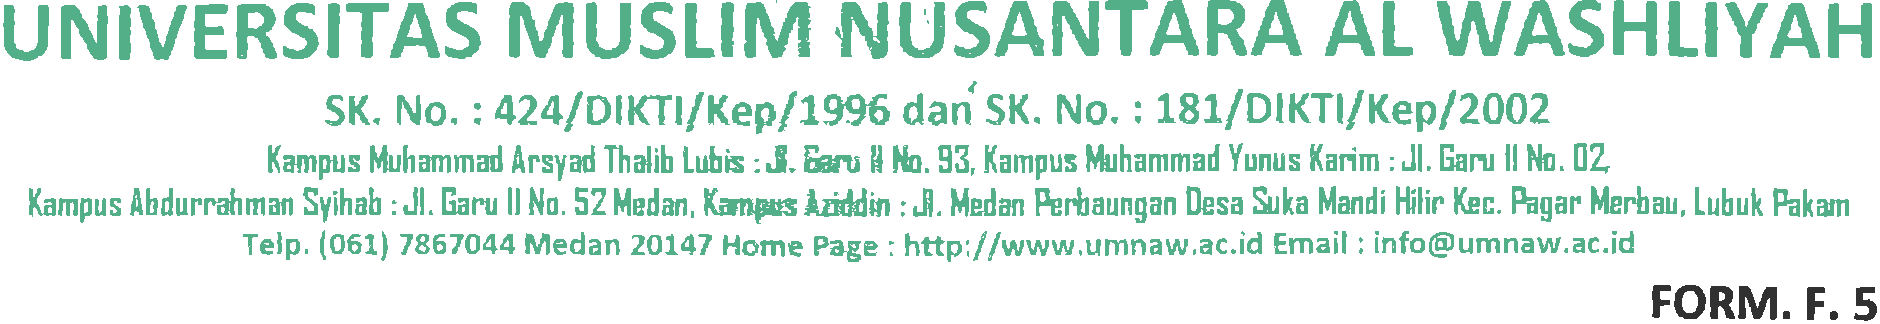 UNIVERSITAS MUSLIM NUSANTARA AL WASHLIYAH
SK. No. : 424/DIKTI/Kep/1996 dan SK. No. : 181/DIKTI/Kep/2002
Kampus Muhammad Arsyad Thalib Lubis : Jl. Garu II No. 93, Kampus Muhammad Yunus Karim : Jl. Garu II No. 02,
Kampus Abdurrahman Syihab : Jl. Garu II No. 52 Medan, Kampus Aziddin : Jl. Medan Perbaungan Desa Suka Mandi Hilir Kec. Pagar Merbau, Lubuk Pakam
Telp. (061) 7867044 Medan 20147 Home Page : http://www.umnaw.ac.id Email : info@umnaw.ac.id
FORM. F. 5